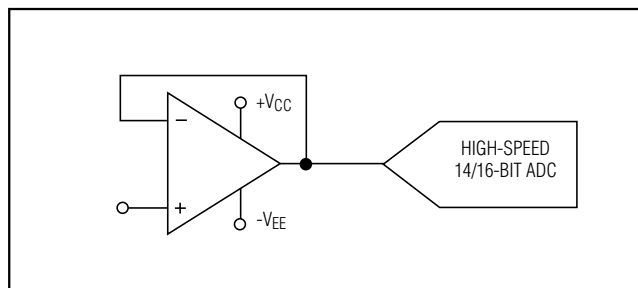 +VCC
−
HIGH-SPEED
14/16-BIT ADC
+
-VEE